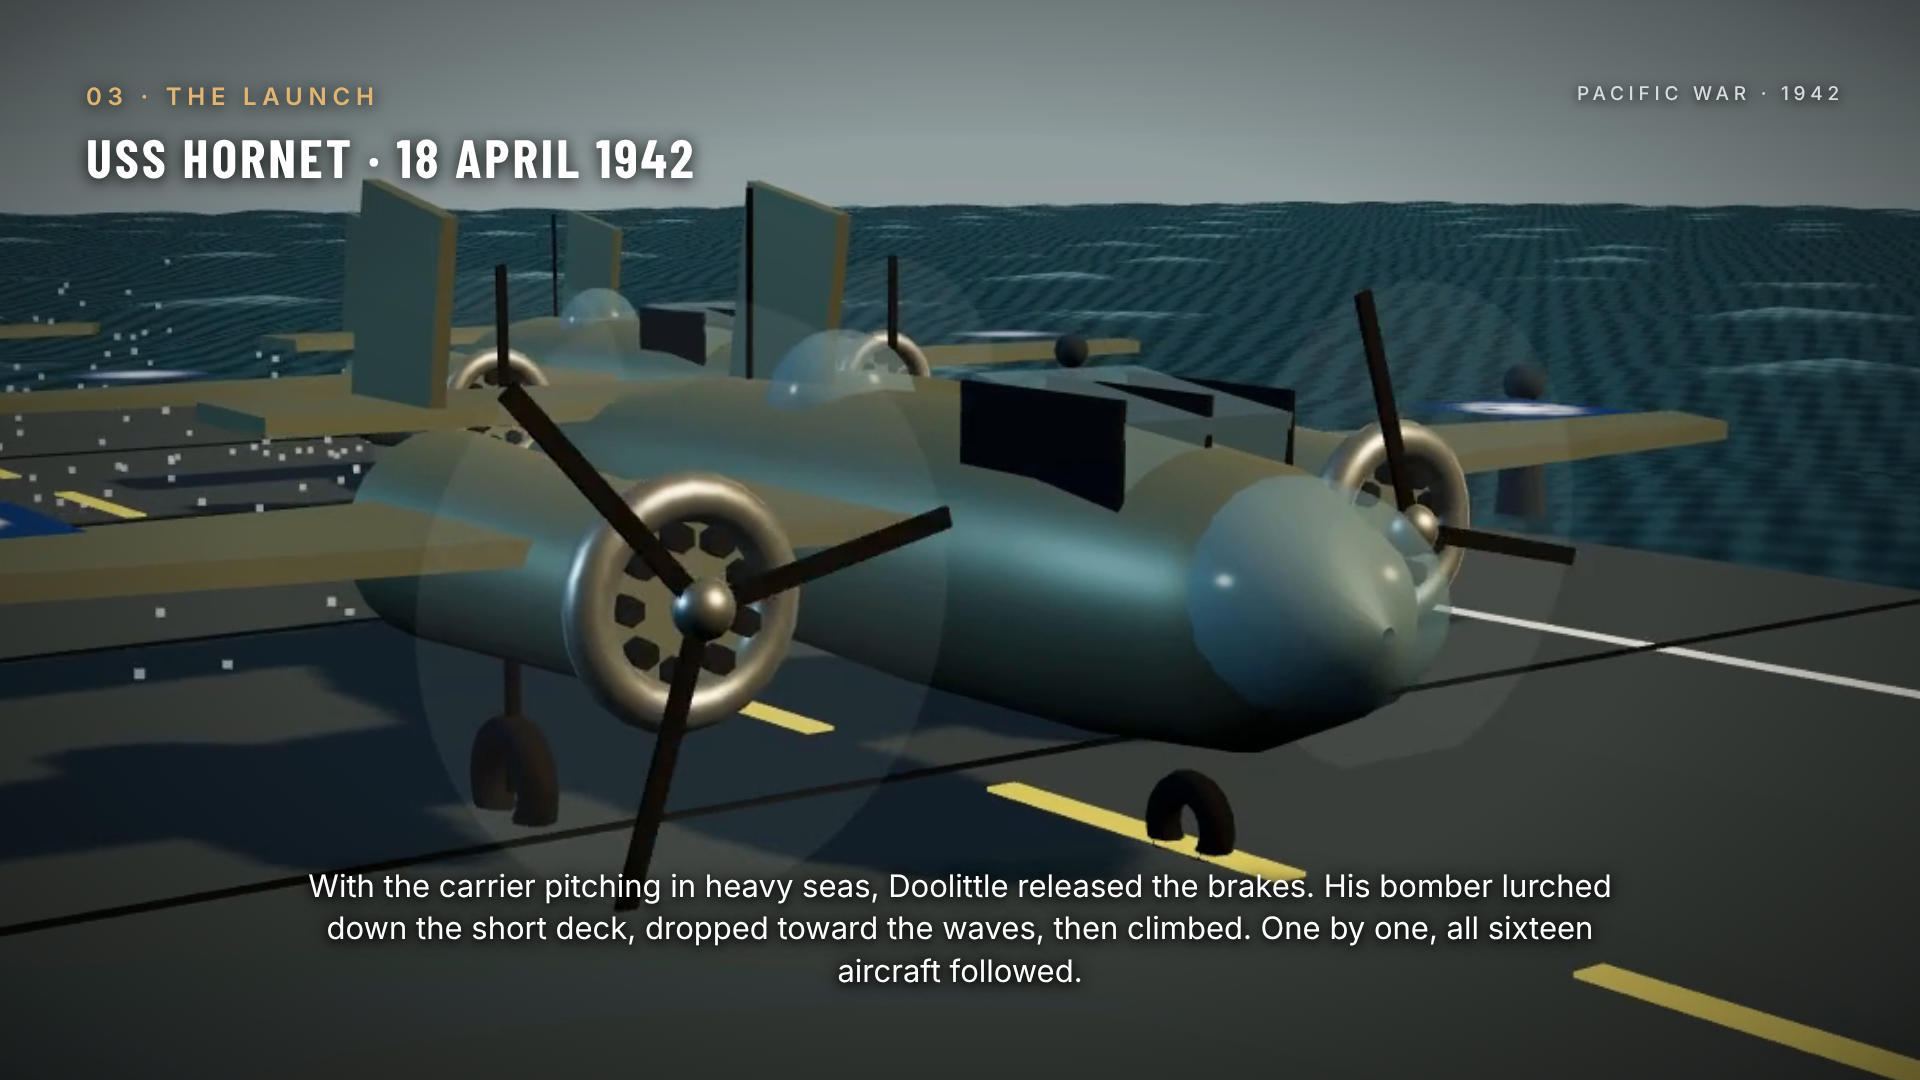 03 · THE LAUNCH
PACIFIC WAR · 1942
USS HORNET · 18 APRIL 1942
With the carrier pitching in heavy seas, Doolittle released the brakes. His bomber lurched
down the short deck, dropped toward the waves, then climbed. One by one, all sixteen
aircraft followed.